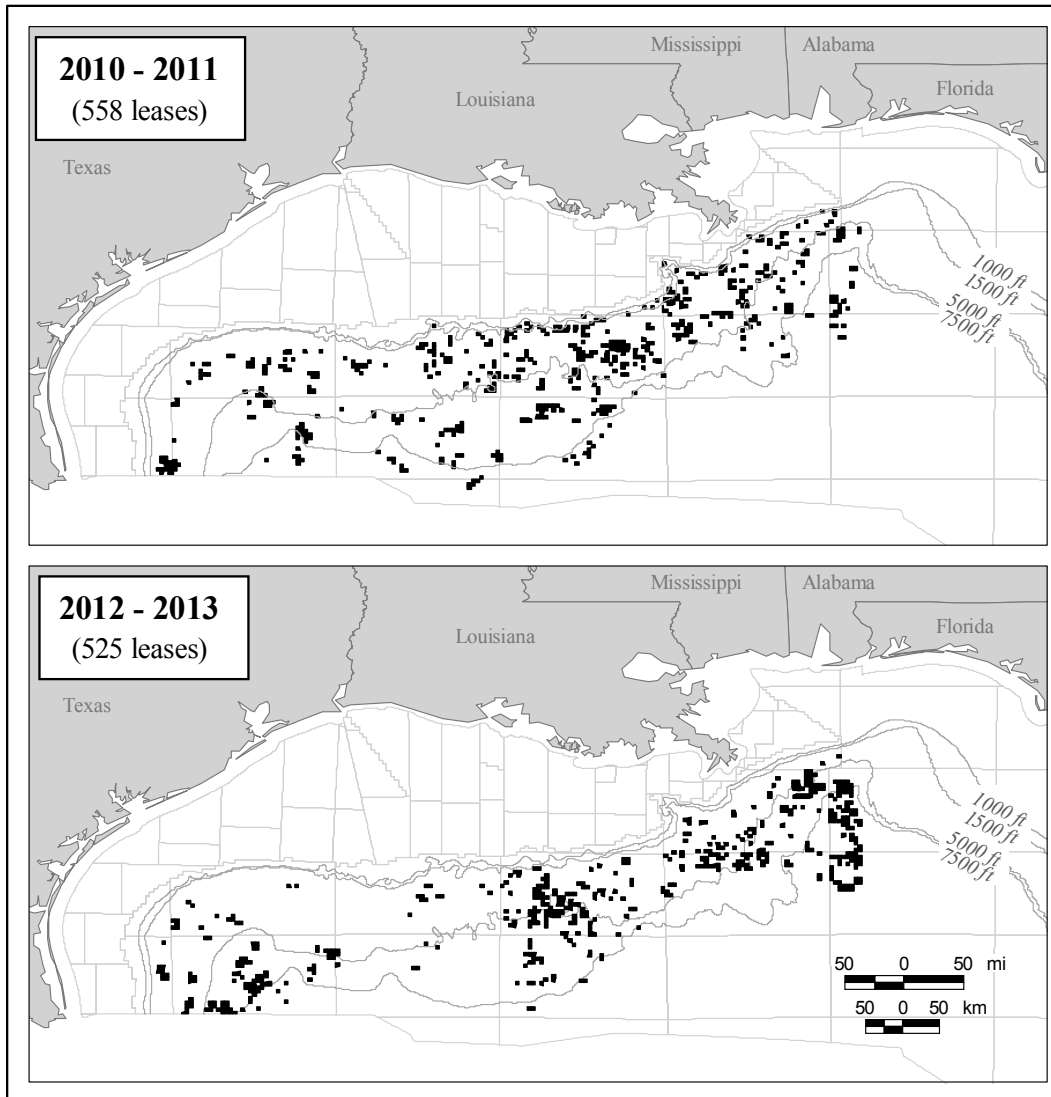 2010 - 2011
(558 leases)
Mississippi
Alabama
Louisiana
Florida
Texas
1000 ft
1500 ft
5000 ft
7500 ft
2012 - 2013
(525 leases)
Mississippi
Alabama
Louisiana
Florida
Texas
1000 ft
1500 ft
5000 ft
7500 ft
50 0 50 mi
50 0 50 km